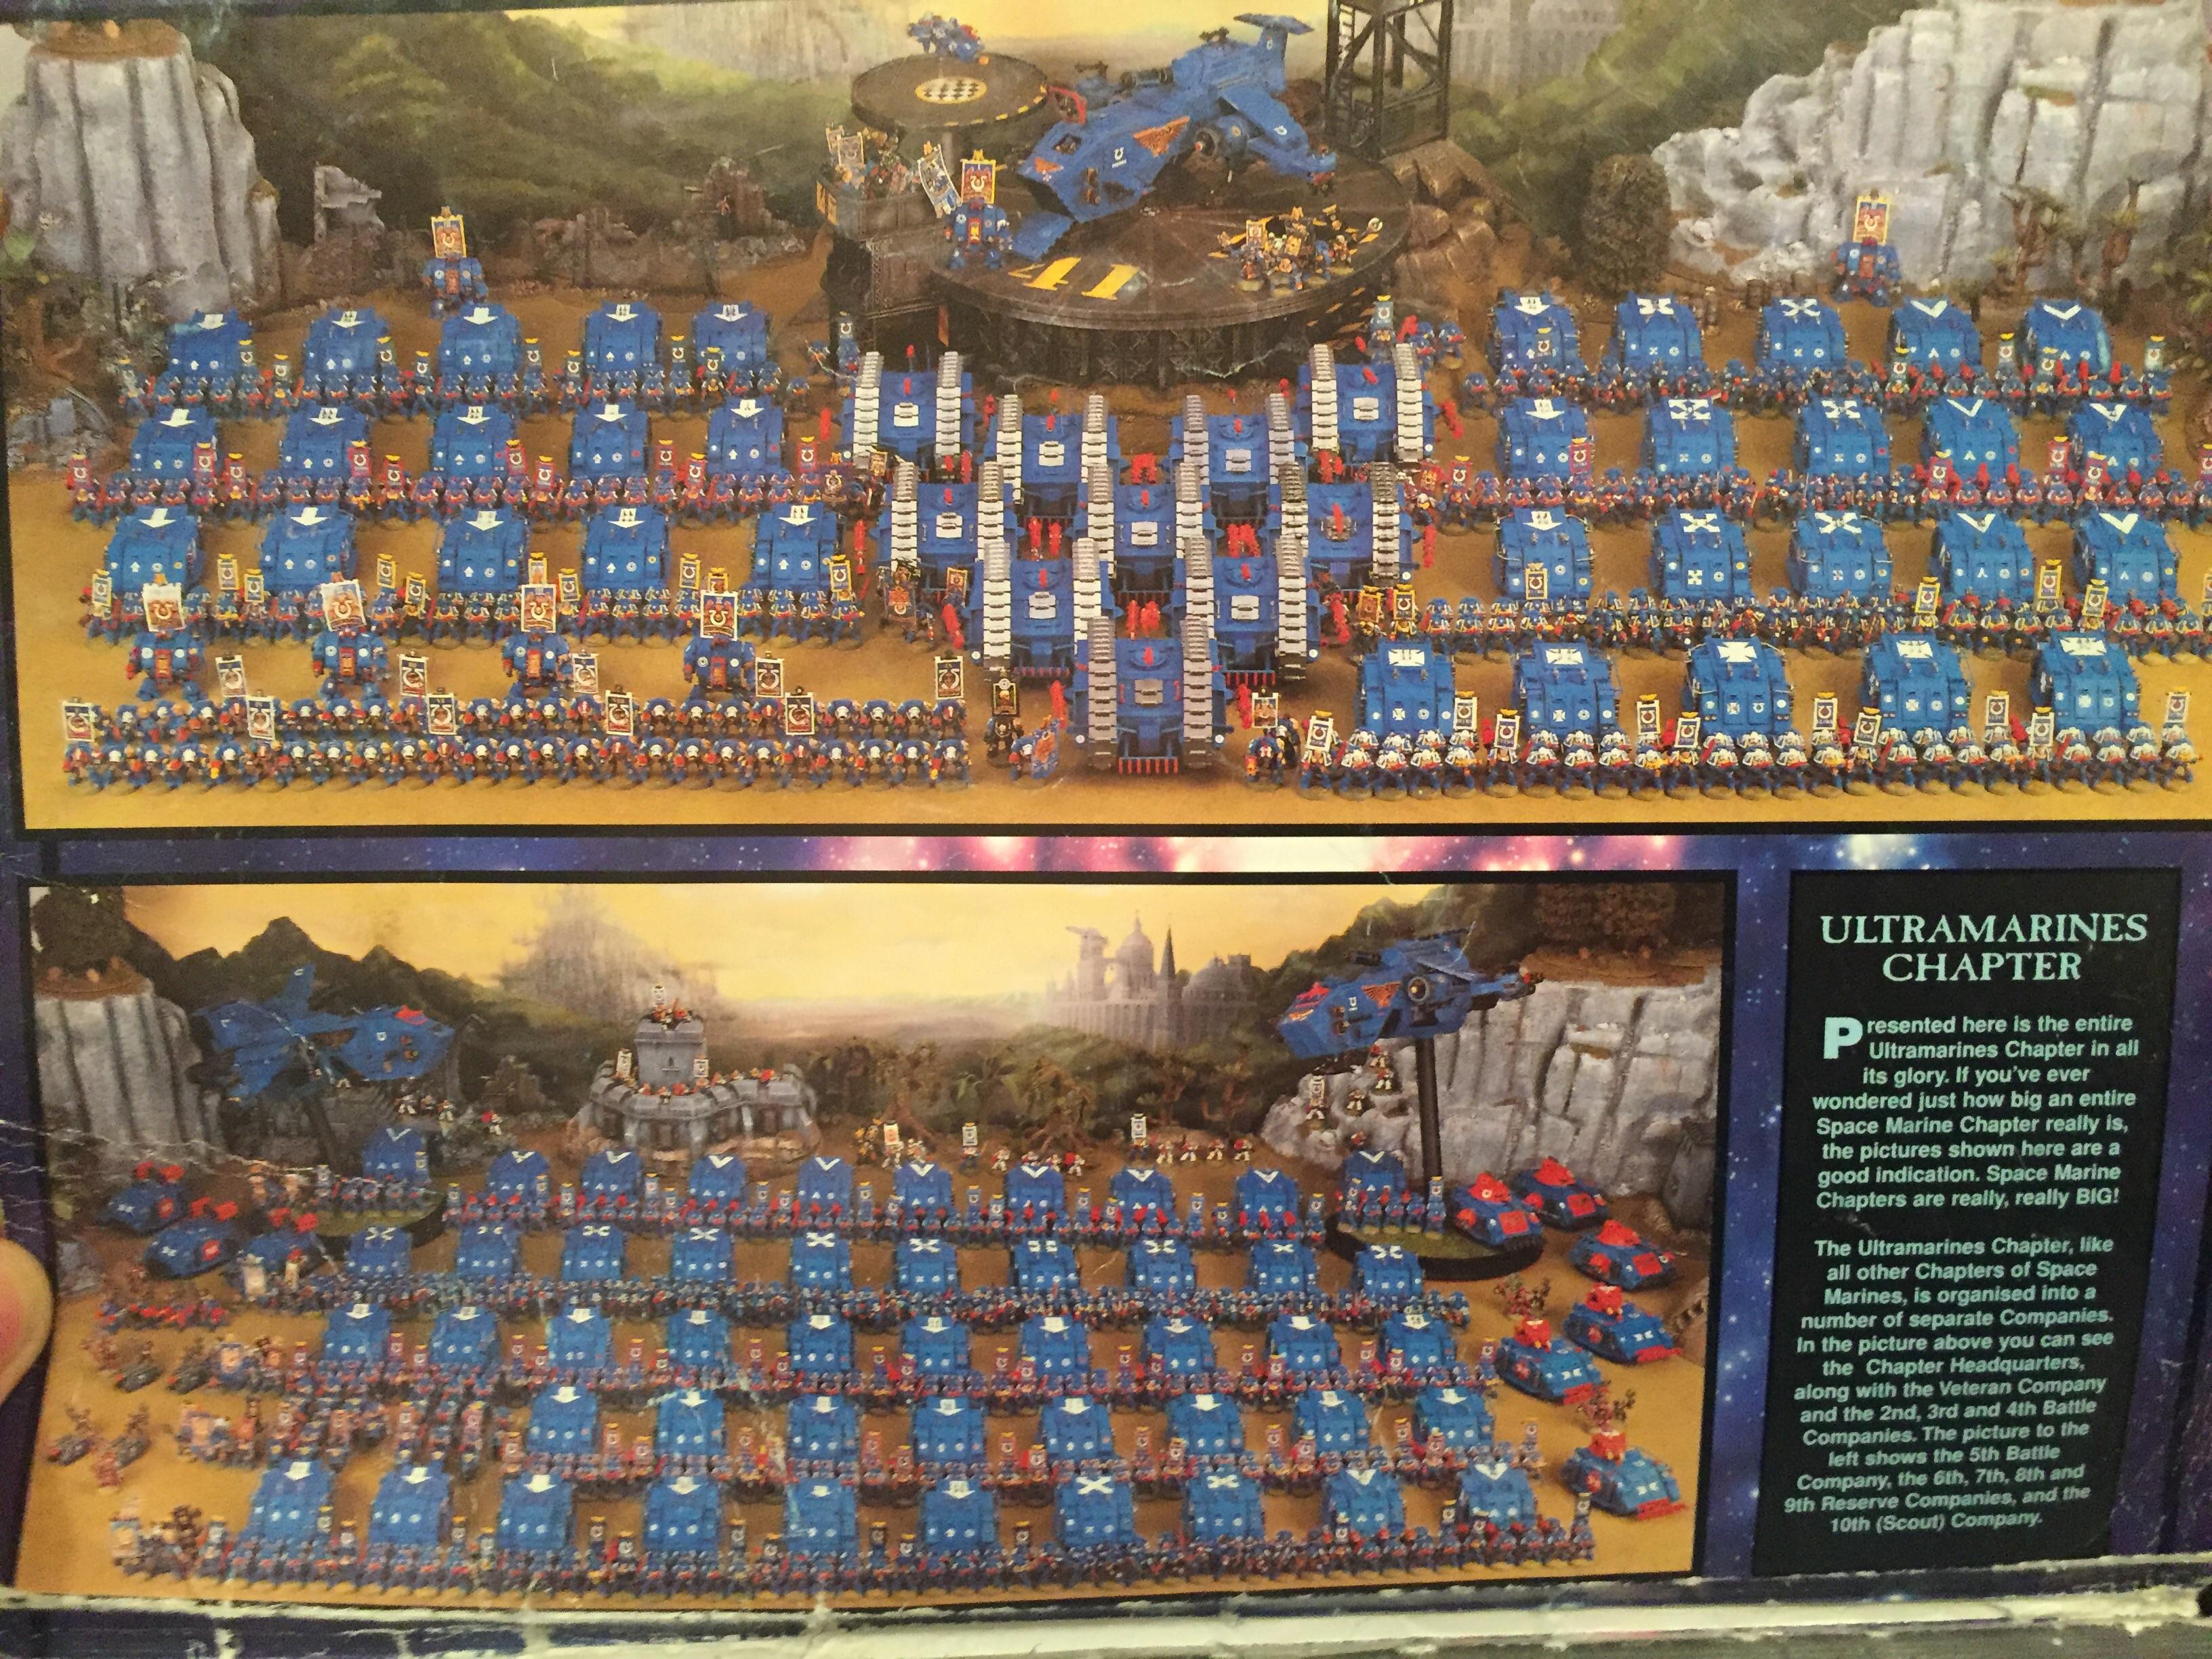 41
ULTRAMARINES
CHAPTER
Presented here is the entire
Ultramarines Chapter in all
its glory. If you've ever
wondered just how big an entire
Space Marine Chapter really is,
the pictures shown here are a
good indication. Space Marine
Chapters are really, really BIG!
The Ultramarines Chapter, like
all other Chapters of Space
Marines, is organised into a
number of separate Companies.
In the picture above you can see
the Chapter Headquarters,
along with the Veteran Company
and the 2nd, 3rd and 4th Battle
Companies. The picture to the
left shows the 5th Battle
Company, the 6th, 7th, 8th and
9th Reserve Companies, and the
10th (Scout) Company.